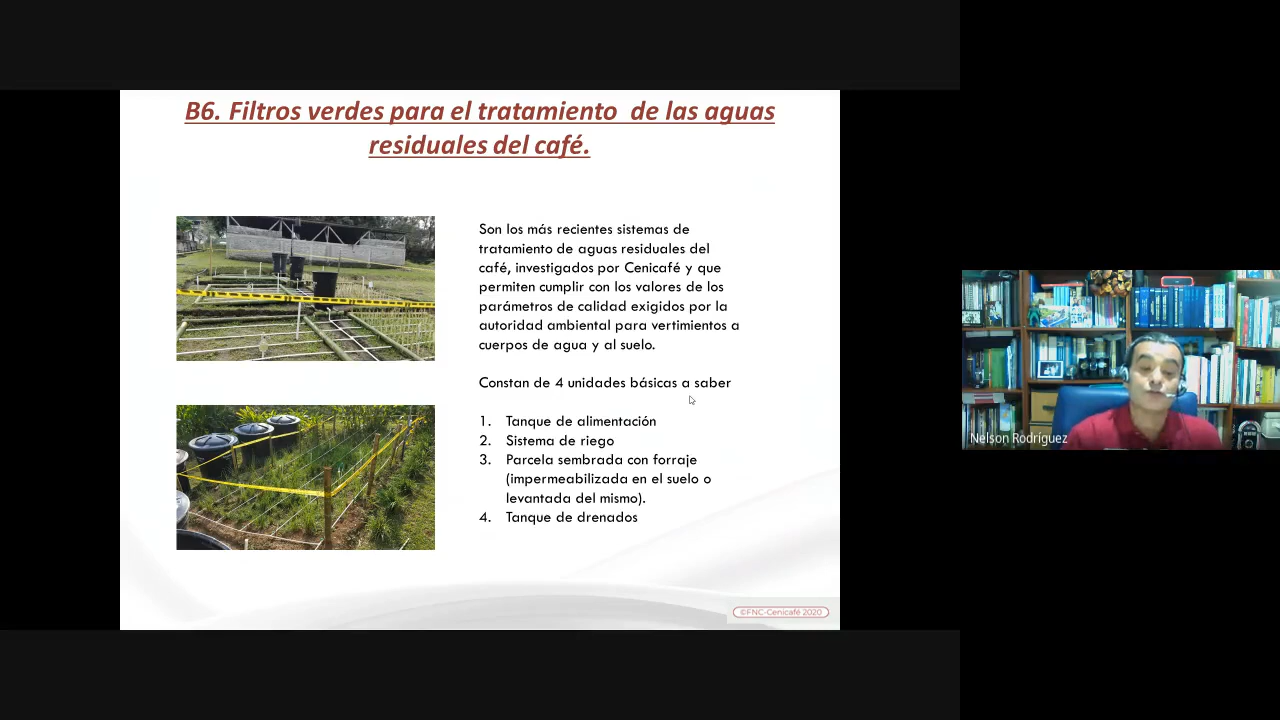 B6. Filtros verdes para el tratamiento de las aguas
residuales del café.
Son los más recientes sistemas de
tratamiento de aguas residuales del
café, investigados por Cenicafé y que
permiten cumplir con los valores de los
parámetros de calidad exigidos por la
autoridad ambiental para vertimientos a
cuerpos de agua y al suelo.
Constan de 4 unidades básicas a saber
1. Tanque de alimentación
2. Sistema de riego
3. Parcela sembrada con forraje
(impermeabilizada en el suelo o
levantada del mismo).
4. Tanque de drenados
©FNC-Cenicafé 2020
Nelson Rodríguez